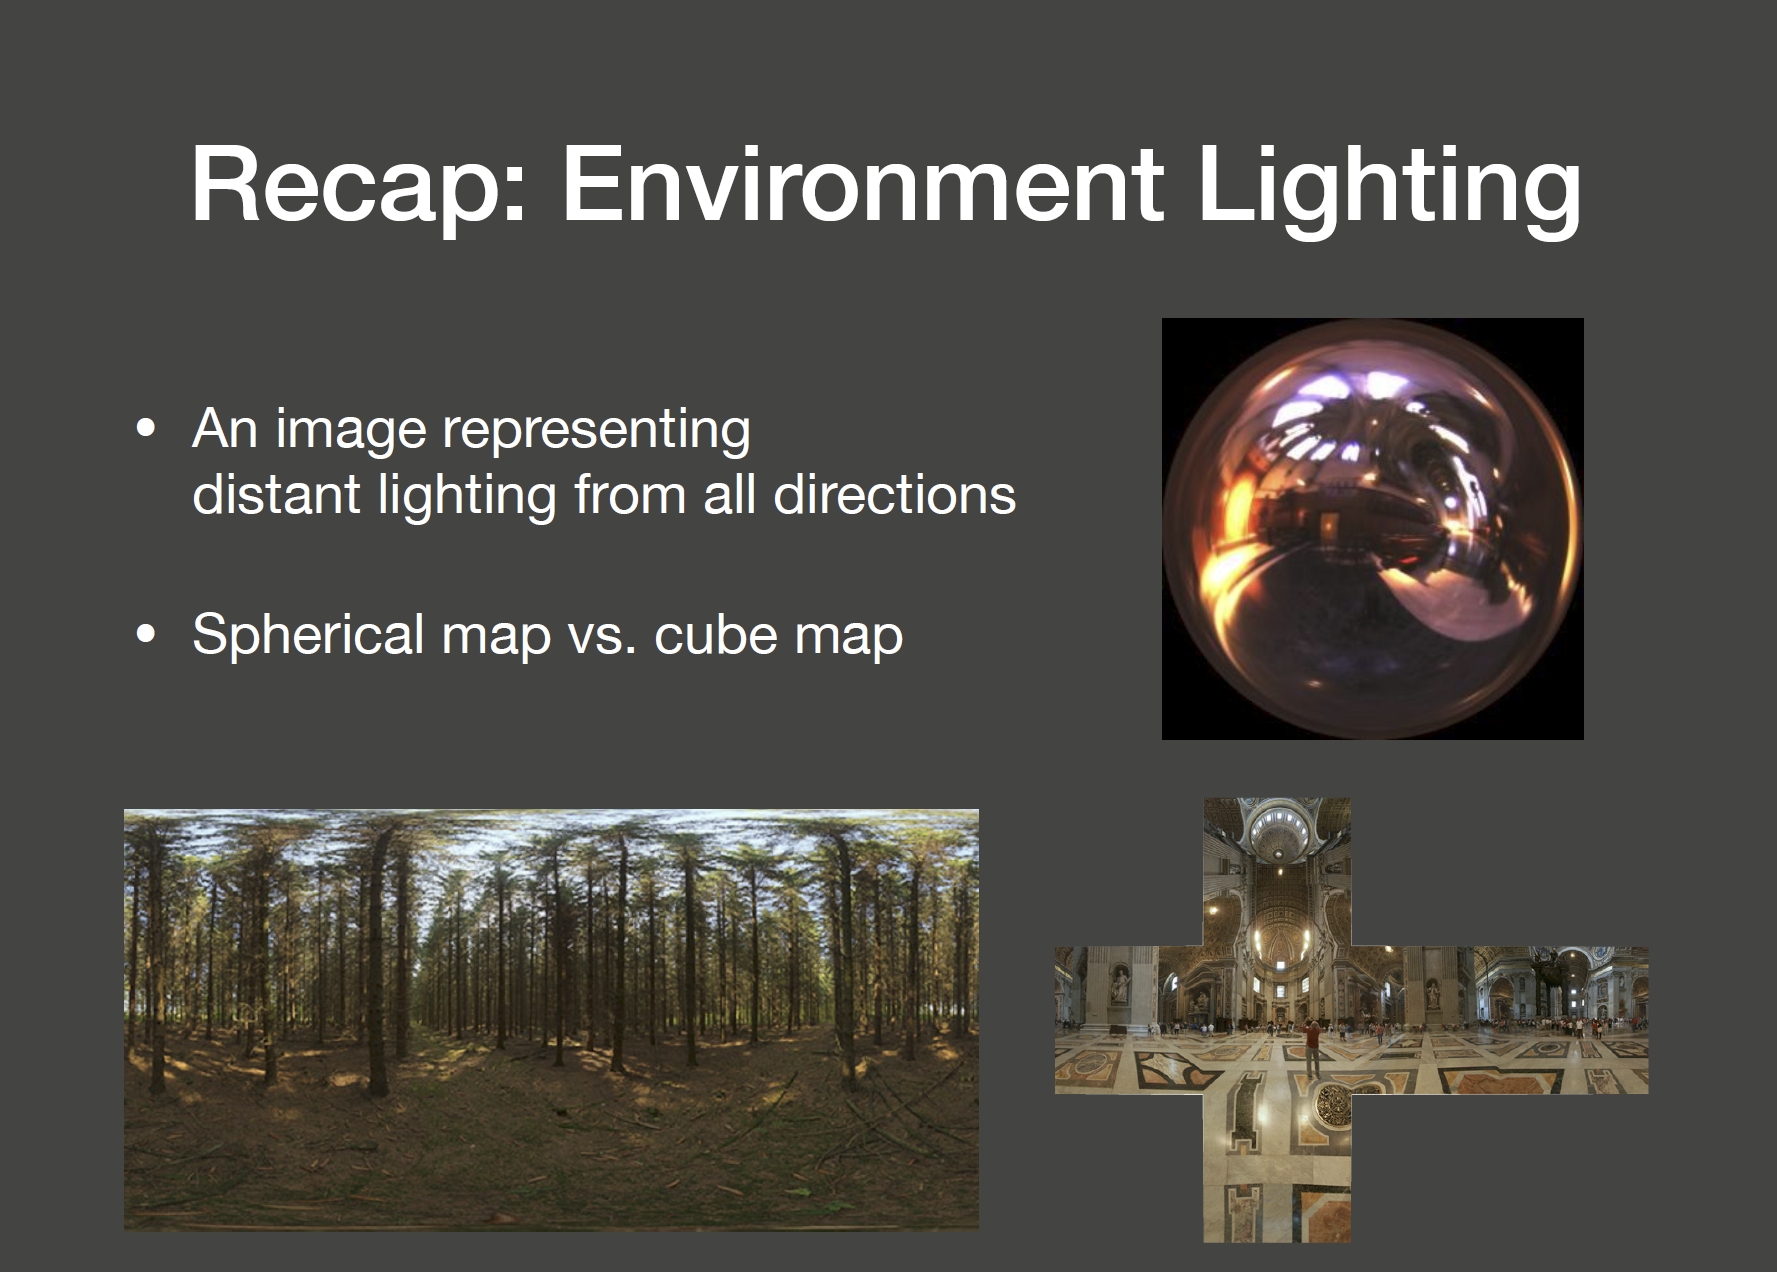 Recap: Environment Lighting
• An image representing
distant lighting from all directions
• Spherical map vs. cube map